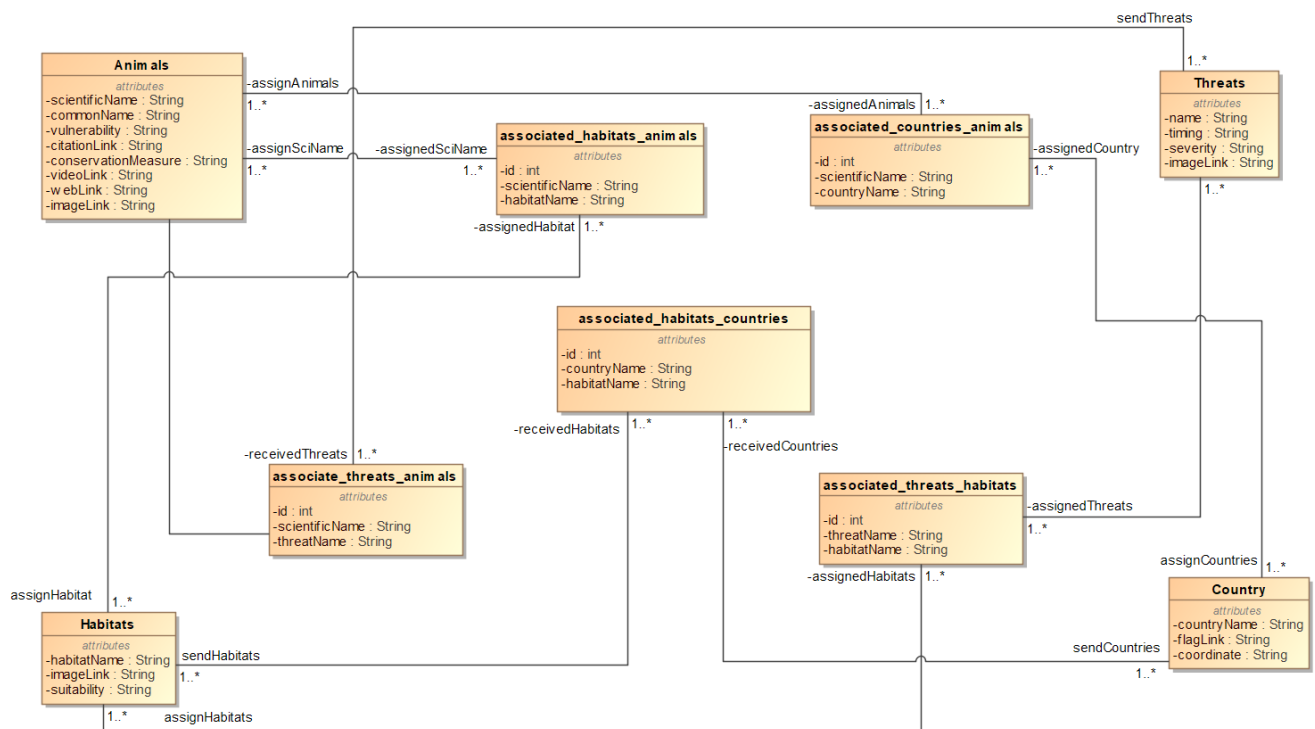 sendThreats
Animals
attributes
-scientificName : String
-commonName : String
-vulnerability : String
-citationLink : String
-conservationMeasure : String
-videoLink : String
-webLink : String
-imageLink : String
-assignAnimals
1..*
-assignSciName
1..*
-assignedSciName
1..*
associated_habitats_animals
attributes
-id : int
-scientificName : String
-habitatName : String
-assignedHabitat
1..*
-assignedAnimals
1..*
associated_countries_animals
attributes
-id : int
-scientificName : String
-countryName : String
-assignedCountry
1..*
1..*
Threats
attributes
-name : String
-timing : String
-severity : String
-imageLink : String
1..*
associated_habitats_countries
attributes
-id : int
-countryName : String
-habitatName : String
-receivedHabitats
1..*
1..*
-receivedCountries
-receivedThreats
1..*
associate_threats_animals
attributes
-id : int
-scientificName : String
-threatName : String
associated_threats_habitats
attributes
-id : int
-threatName : String
-habitatName : String
-assignedThreats
1..*
-assignedHabitats
1..*
assignCountries
1..*
Country
attributes
-countryName : String
-flagLink : String
-coordinate : String
sendCountries
1..*
assignHabitat
1..*
Habitats
attributes
-habitatName : String
-imageLink : String
-suitability : String
sendHabitats
1..*
1..*
assignHabitats